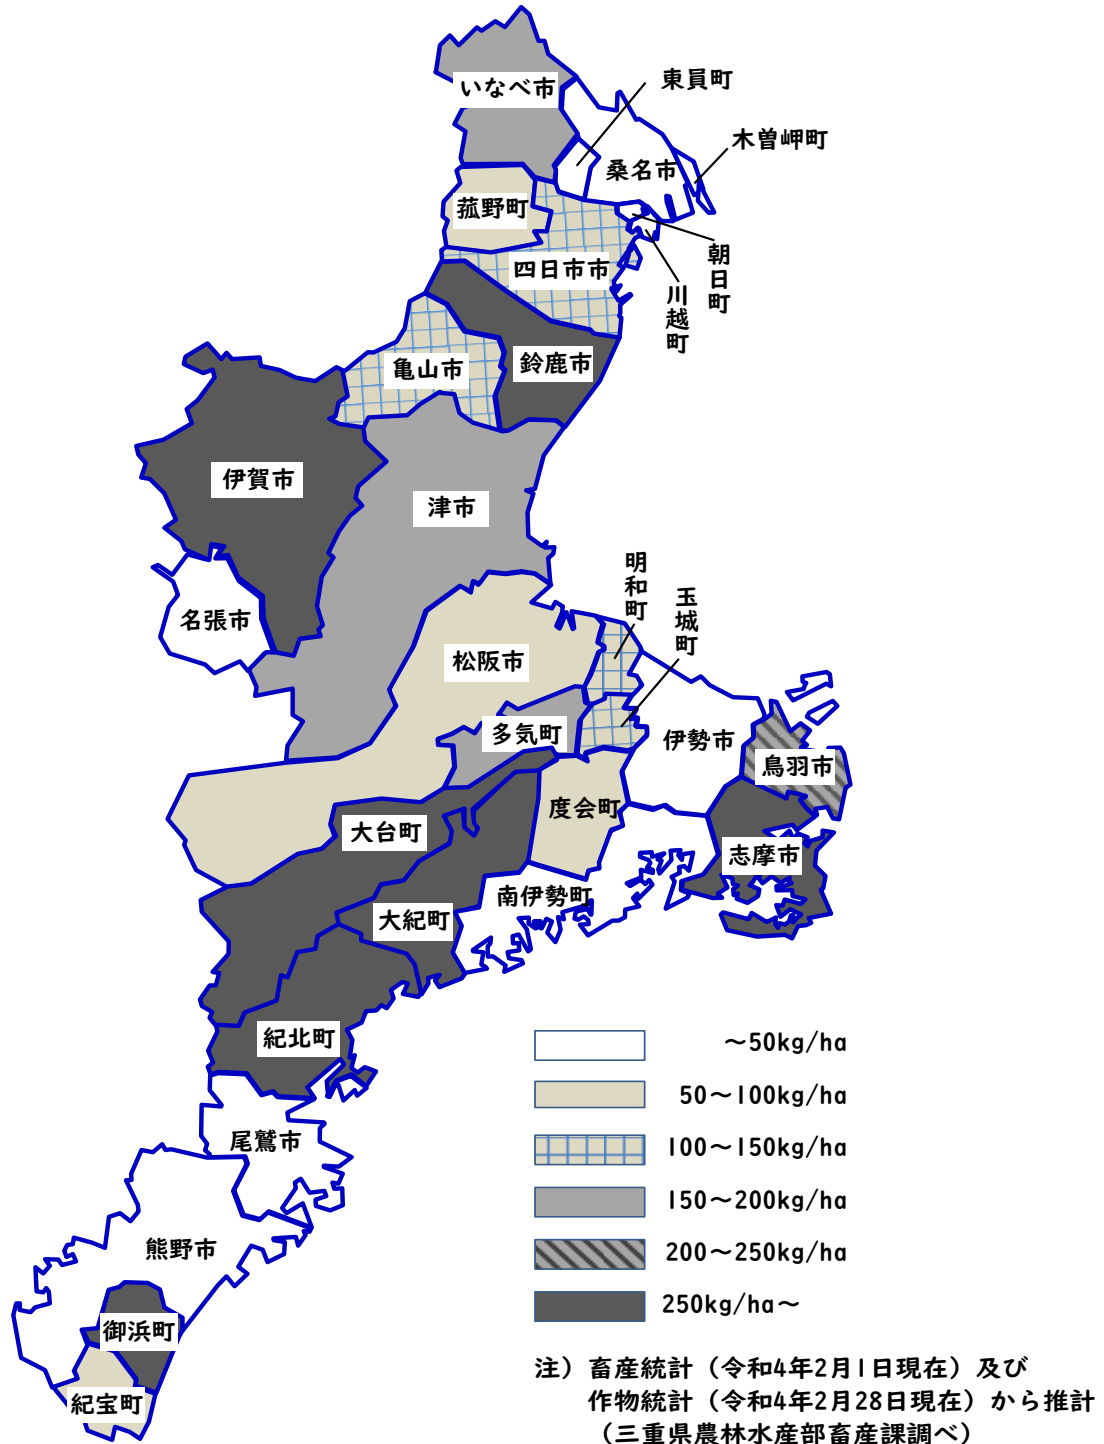 いなべ市
東員町
木曽岬町
桑名市
菰野町
朝日町
四日市市
川越町
鈴鹿市
亀山市
伊賀市
津市
明和町
玉城町
名張市
松阪市
多気町
伊勢市
鳥羽市
度会町
大台町
志摩市
南伊勢町
大紀町
紀北町
尾鷲市
熊野市
御浜町
紀宝町
～50kg/ha
50～100kg/ha
100～150kg/ha
150～200kg/ha
200～250kg/ha
250kg/ha～
注）畜産統計（令和4年2月1日現在）及び
作物統計（令和4年2月28日現在）から推計
（三重県農林水産部畜産課調べ）